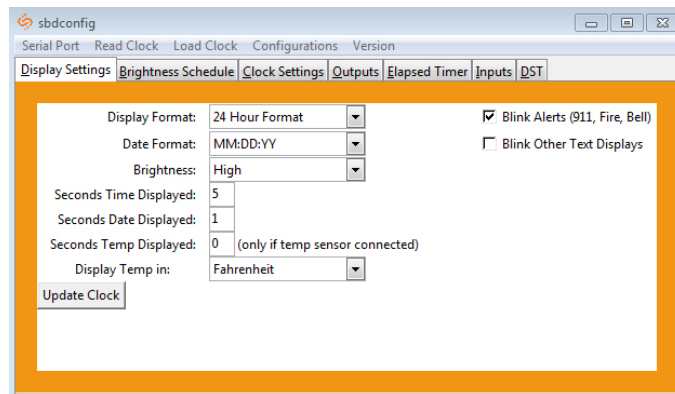 sbdconfig
Serial Port Read Clock Load Clock Configurations Version
Display Settings Brightness Schedule Clock Settings Outputs Elapsed Timer Inputs DST
Display Format: 24 Hour Format Blink Alerts (911, Fire, Bell)
Date Format: MM:DD:YY Blink Other Text Displays
Brightness: High
Seconds Time Displayed: 5
Seconds Date Displayed: 1
Seconds Temp Displayed: 0 (only if temp sensor connected)
Display Temp in: Fahrenheit
Update Clock